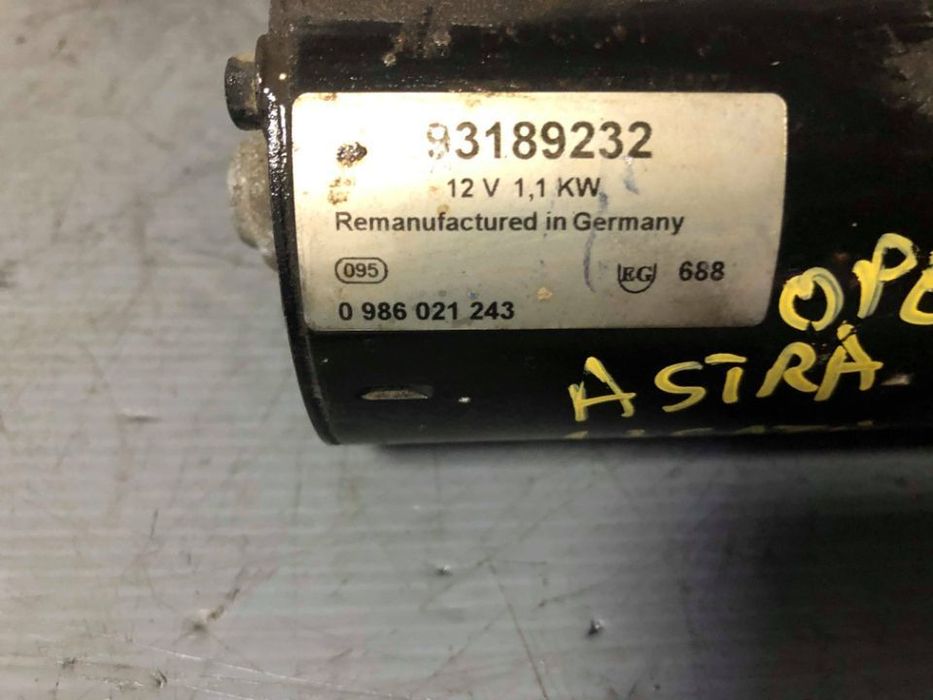 93189232
12 V 1,1 KW
Remanufactured in Germany
095
EG 688
0 986 021 243
OPE
ASTRA